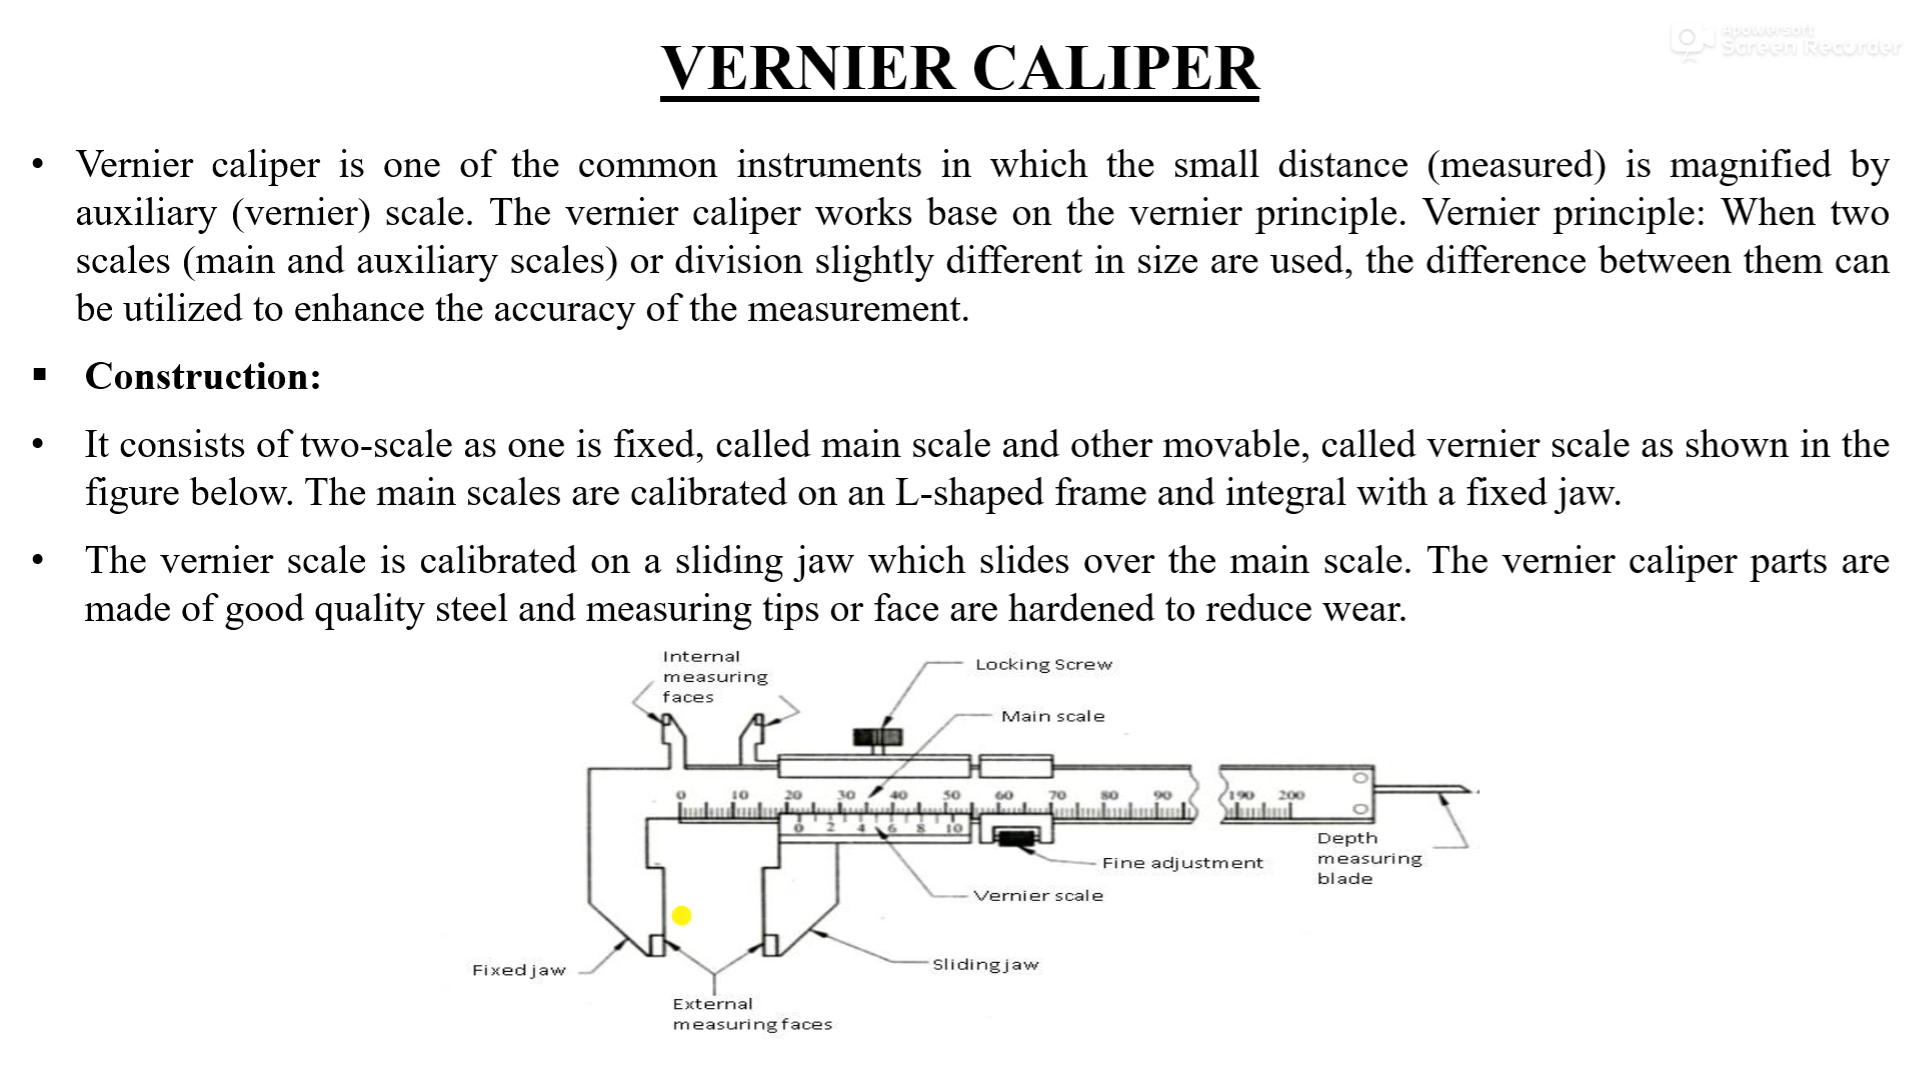 Apowersoft
Screen Recorder
VERNIER CALIPER
• Vernier caliper is one of the common instruments in which the small distance (measured) is magnified by
auxiliary (vernier) scale. The vernier caliper works base on the vernier principle. Vernier principle: When two
scales (main and auxiliary scales) or division slightly different in size are used, the difference between them can
be utilized to enhance the accuracy of the measurement.
▪ Construction:
• It consists of two-scale as one is fixed, called main scale and other movable, called vernier scale as shown in the
figure below. The main scales are calibrated on an L-shaped frame and integral with a fixed jaw.
• The vernier scale is calibrated on a sliding jaw which slides over the main scale. The vernier caliper parts are
made of good quality steel and measuring tips or face are hardened to reduce wear.
Internal
measuring
faces
Locking Screw
Main scale
0 10 20 30 40 50 60 70 80 90 190 200
0 2 4 6 8 10
Depth
measuring
blade
Fine adjustment
Vernier scale
Fixed jaw
Sliding jaw
External
measuring faces